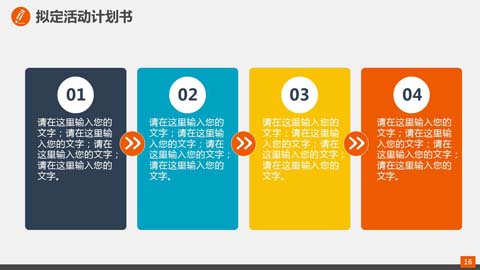 拟定活动计划书
01
请在这里输入您的
文字；请在这里输
入您的文字；请在
这里输入您的文字；
请在这里输入您的
文字。
02
请在这里输入您的
文字；请在这里输
入您的文字；请在
这里输入您的文字；
请在这里输入您的
文字。
03
请在这里输入您的
文字；请在这里输
入您的文字；请在
这里输入您的文字；
请在这里输入您的
文字。
04
请在这里输入您的
文字；请在这里输
入您的文字；请在
这里输入您的文字；
请在这里输入您的
文字。
16